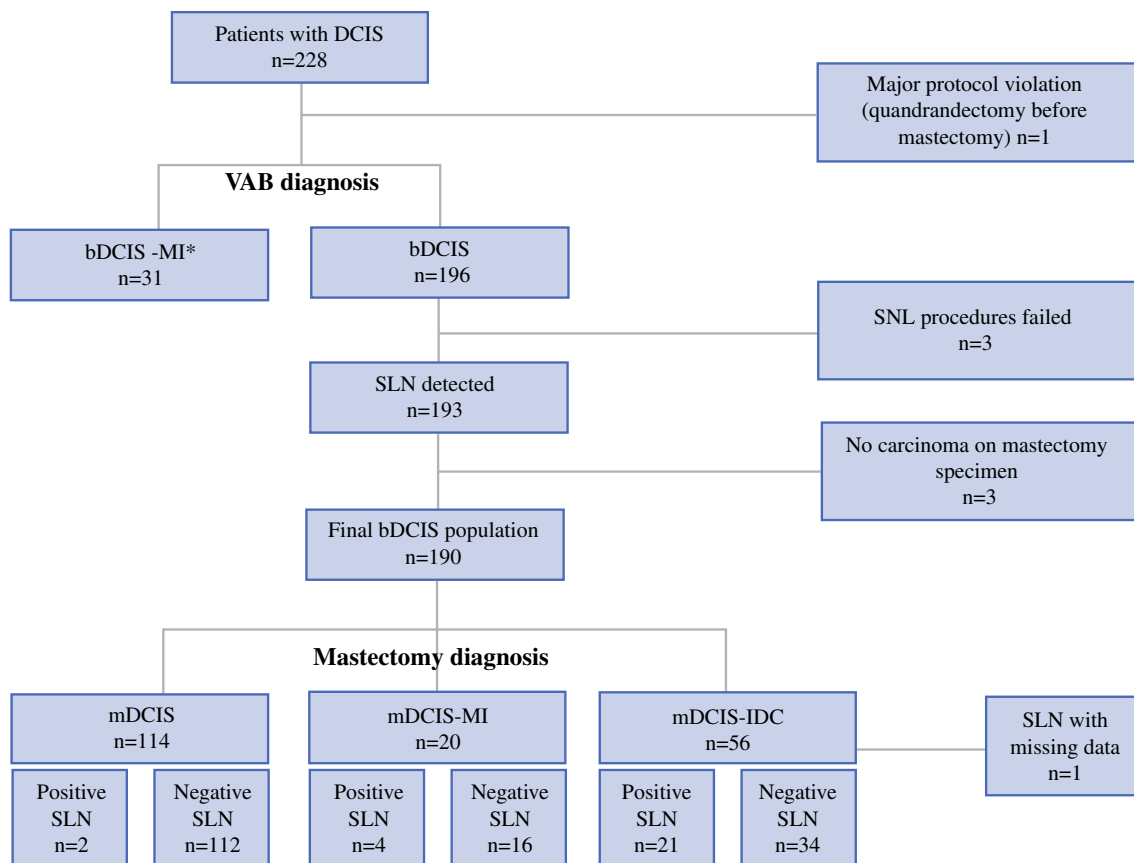 Patients with DCIS
n=228
Major protocol violation
(quandrandectomy before
mastectomy) n=1
VAB diagnosis
bDCIS -MI*
n=31
bDCIS
n=196
SNL procedures failed
n=3
SLN detected
n=193
No carcinoma on mastectomy
specimen
n=3
Final bDCIS population
n=190
Mastectomy diagnosis
mDCIS
n=114
mDCIS-MI
n=20
mDCIS-IDC
n=56
SLN with
missing data
n=1
Positive
SLN
n=2
Negative
SLN
n=112
Positive
SLN
n=4
Negative
SLN
n=16
Positive
SLN
n=21
Negative
SLN
n=34